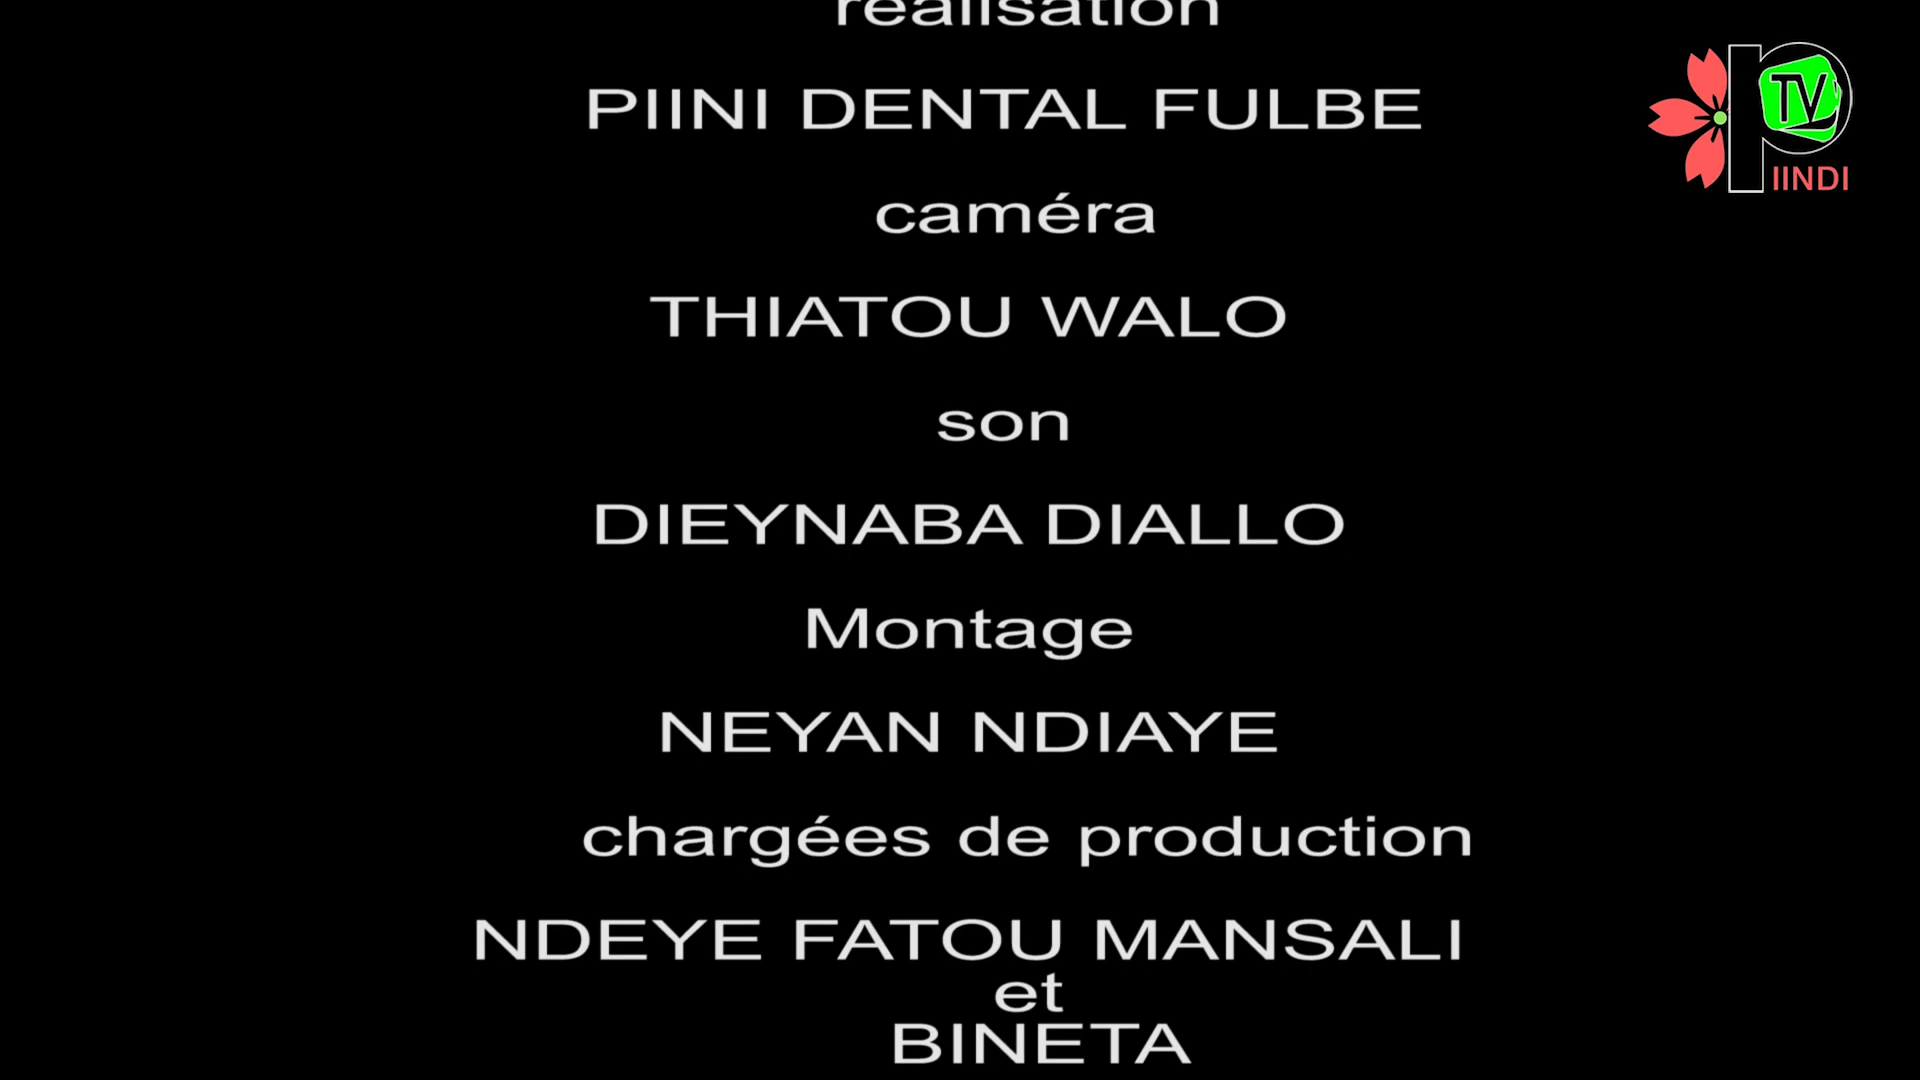 réalisation
PIINI DENTAL FULBE
caméra
THIATOU WALO
son
DIEYNABA DIALLO
Montage
NEYAN NDIAYE
chargées de production
NDEYE FATOU MANSALI
et
BINETA
P TV
IINDI